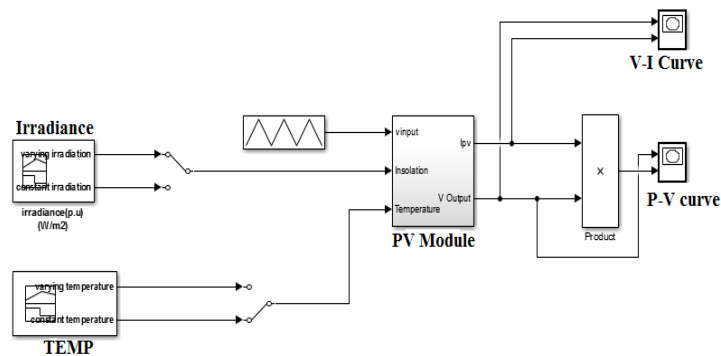 V-I Curve
Irradiance
varying irradiation
constant irradiation
irradiance(p.u)
(W/m2)
vinput
Ipv
Insolation
V Output
Temperature
PV Module
X
Product
P-V curve
varying temperature
constant temperature
TEMP